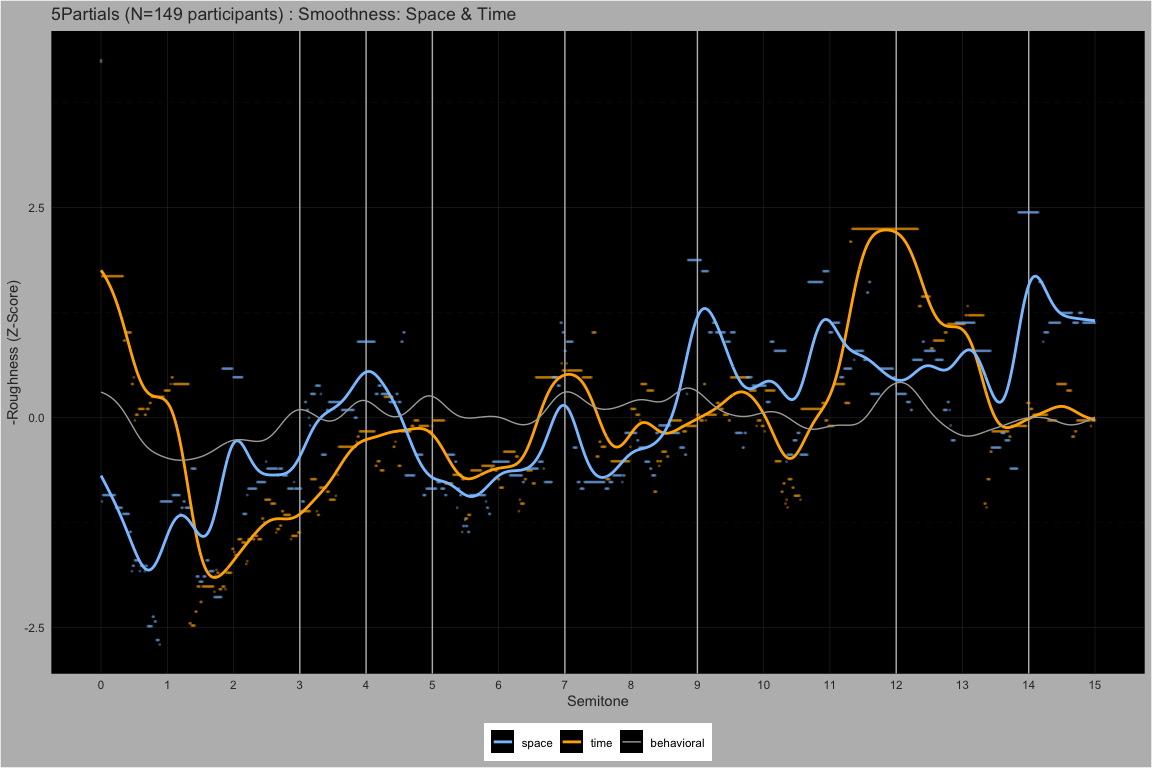 5Partials (N=149 participants) : Smoothness: Space & Time
-Roughness (Z-Score)
2.5
0.0
-2.5
0 1 2 3 4 5 6 7 8 9 10 11 12 13 14 15
Semitone
space time behavioral